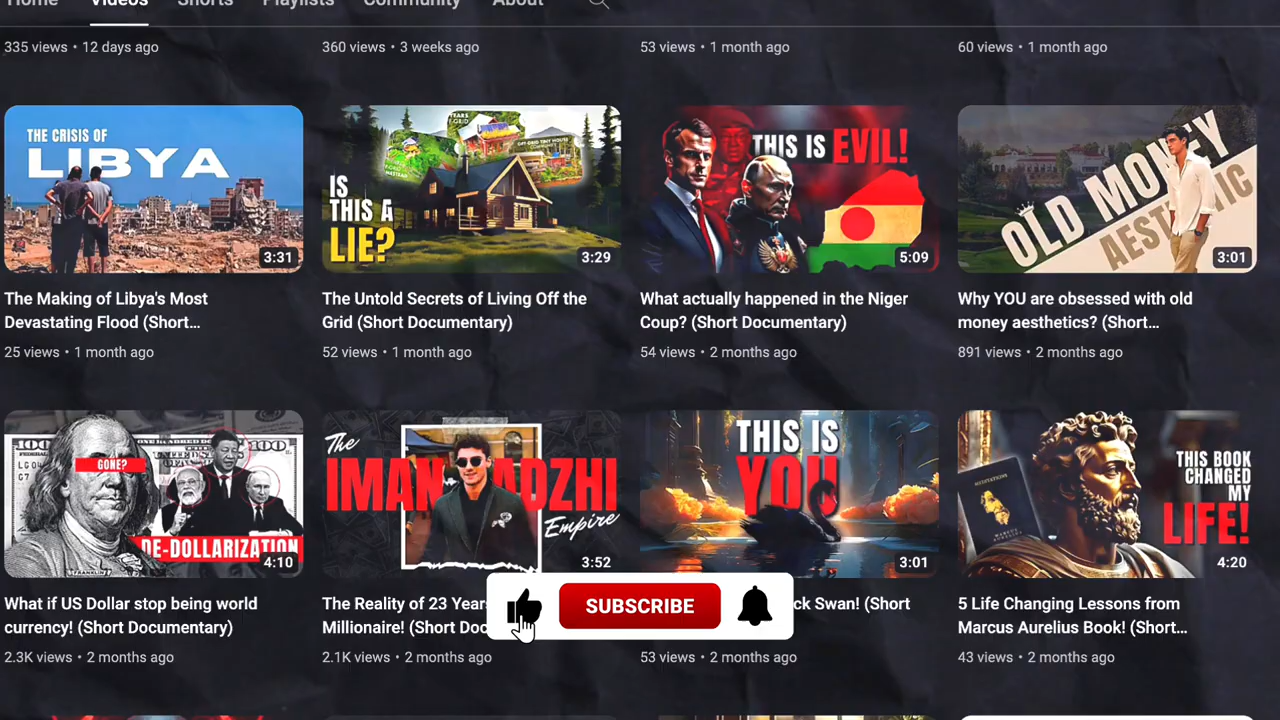 Home Videos Shorts Playlists Community About
335 views • 12 days ago
360 views • 3 weeks ago
53 views • 1 month ago
60 views • 1 month ago
THE CRISIS OF
LIBYA
3:31
IS
THIS A
LIE?
3:29
THIS IS EVIL!
5:09
OLD MONEY
AESTHETIC
3:01
The Making of Libya's Most
Devastating Flood (Short...
25 views • 1 month ago
The Untold Secrets of Living Off the
Grid (Short Documentary)
52 views • 1 month ago
What actually happened in the Niger
Coup? (Short Documentary)
54 views • 2 months ago
Why YOU are obsessed with old
money aesthetics? (Short...
891 views • 2 months ago
100
100
GONE?
DE-DOLLARIZATION
FRANKLIN
4:10
The
IMAN GADZHI
Empire
3:52
THIS IS
YOU
3:01
MEDITATIONS
THIS BOOK
CHANGED
MY
LIFE!
4:20
What if US Dollar stop being world
currency! (Short Documentary)
2.3K views • 2 months ago
The Reality of 23 Years
Millionaire! (Short Doc
2.1K views • 2 months ago
ck Swan! (Short
53 views • 2 months ago
5 Life Changing Lessons from
Marcus Aurelius Book! (Short...
43 views • 2 months ago
SUBSCRIBE